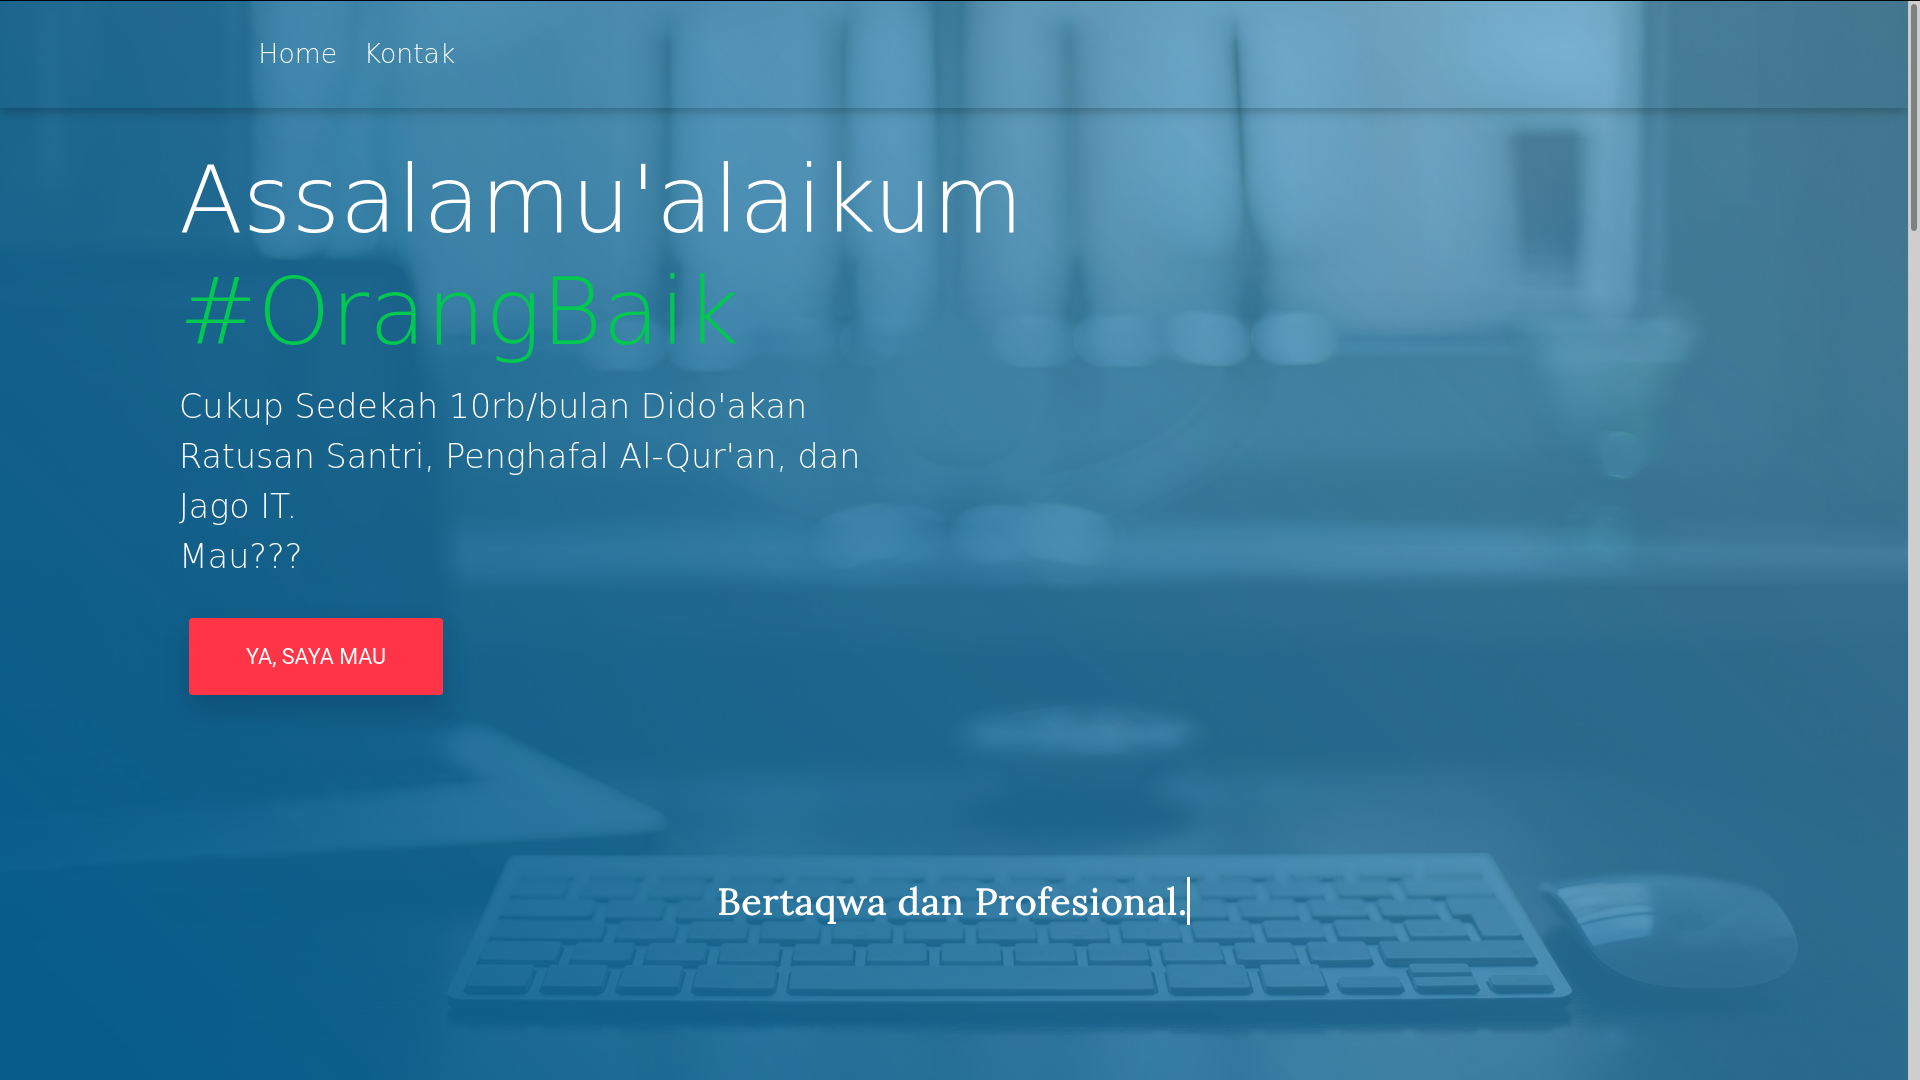 Home Kontak
Assalamu'alaikum
#OrangBaik
Cukup Sedekah 10rb/bulan Dido'akan
Ratusan Santri, Penghafal Al-Qur'an, dan
Jago IT.
Mau???
YA, SAYA MAU
Bertaqwa dan Profesional.